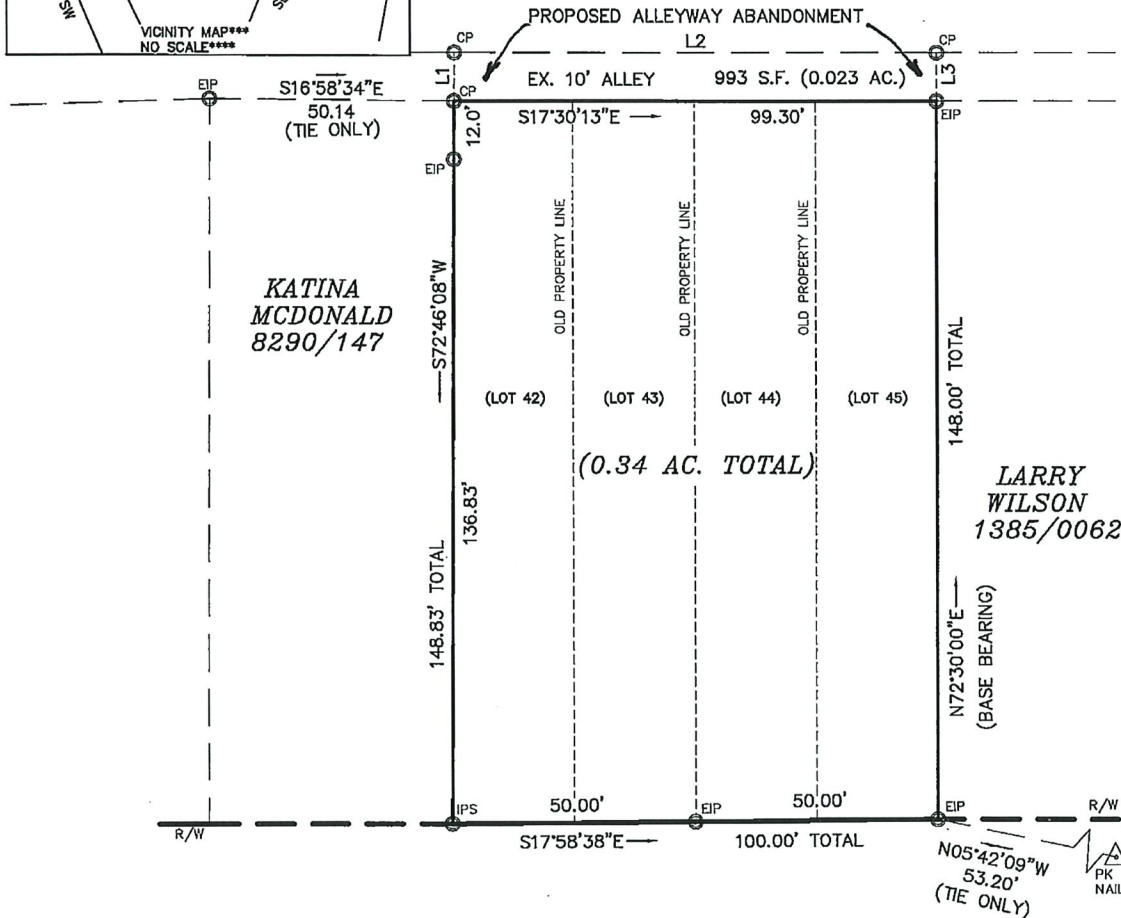 SW
VICINITY MAP***
NO SCALE****
PROPOSED ALLEYWAY ABANDONMENT
CP
L2
CP
L1
EX. 10' ALLEY
993 S.F. (0.023 AC.)
L3
EIP
S16°58'34"E
50.14
(TIE ONLY)
CP
12.0'
S17°30'13"E
99.30'
EIP
EIP
OLD PROPERTY LINE
OLD PROPERTY LINE
OLD PROPERTY LINE
S72°46'08"W
KATINA
MCDONALD
8290/147
148.00' TOTAL
(LOT 42)
(LOT 43)
(LOT 44)
(LOT 45)
(0.34 AC. TOTAL)
LARRY
WILSON
1385/0062
136.83'
148.83' TOTAL
N72°30'00"E
(BASE BEARING)
IPS
50.00'
EIP
50.00'
EIP
R/W
R/W
S17°58'38"E
100.00' TOTAL
N05°42'09"W
53.20'
(TIE ONLY)
PK
NAIL